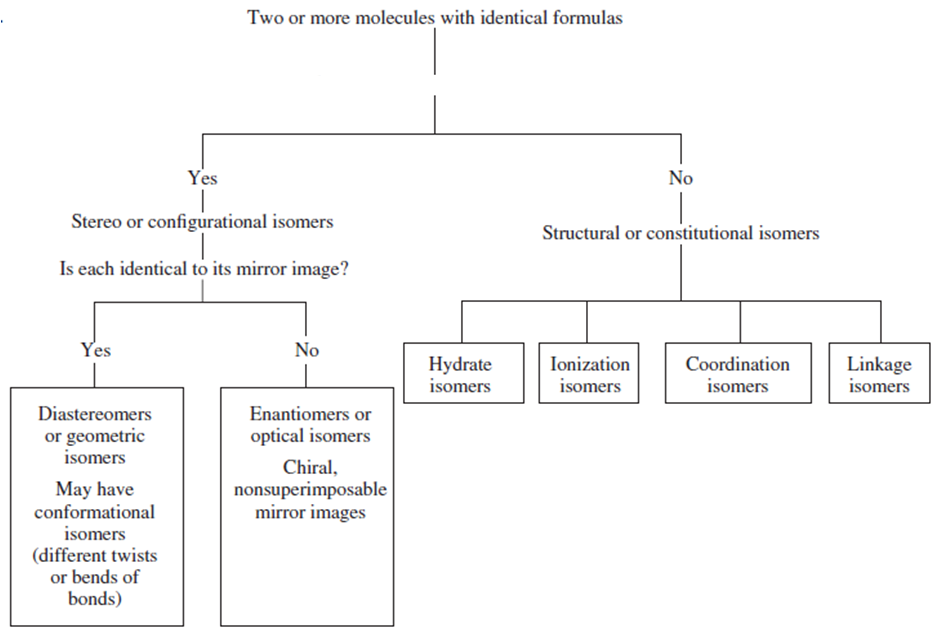 Two or more molecules with identical formulas
Yes
No
Stereo or configurational isomers
Structural or constitutional isomers
Is each identical to its mirror image?
Yes
No
Hydrate
isomers
Ionization
isomers
Coordination
isomers
Linkage
isomers
Diastereomers
or geometric
isomers
May have
conformational
isomers
(different twists
or bends of
bonds)
Enantiomers or
optical isomers
Chiral,
nonsuperimposable
mirror images